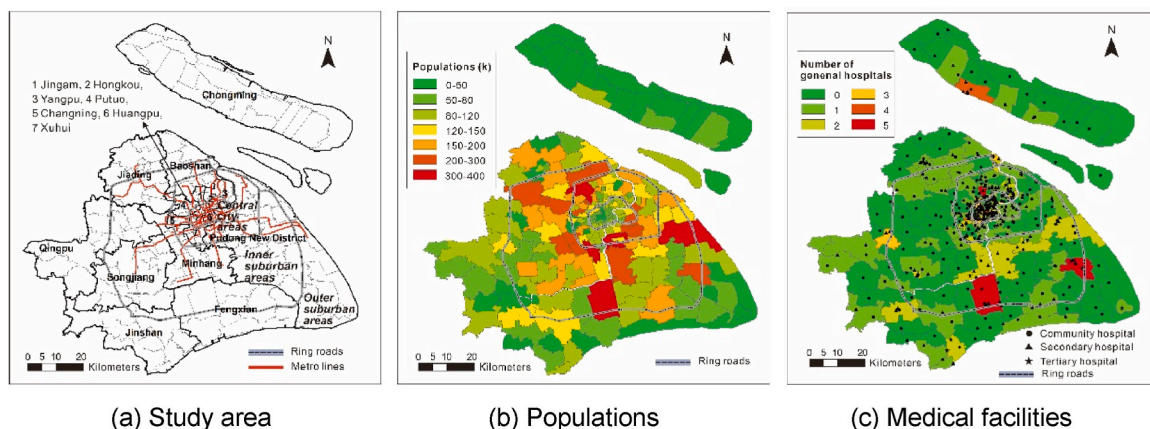 N
1 Jingam, 2 Hongkou,
3 Yangpu, 4 Putuo,
5 Changning, 6 Huangpu,
7 Xuhui
Chongming
Baoshan
Jiading
Central
city
areas
Pudong New District
Qingpu
Minhang
Inner
suburban
areas
Songjiang
Outer
suburban
areas
Fengxian
Jinshan
0 5 10 20
Kilometers
Ring roads
Metro lines
(a) Study area
N
Populations (k)
0-50
50-80
80-120
120-150
150-200
200-300
300-400
0 5 10 20
Kilometers
Ring roads
(b) Populations
N
Number of
general hospitals
0
1
2
3
4
5
Community hospital
Secondary hospital
Tertiary hospital
Ring roads
0 5 10 20
Kilometers
(c) Medical facilities